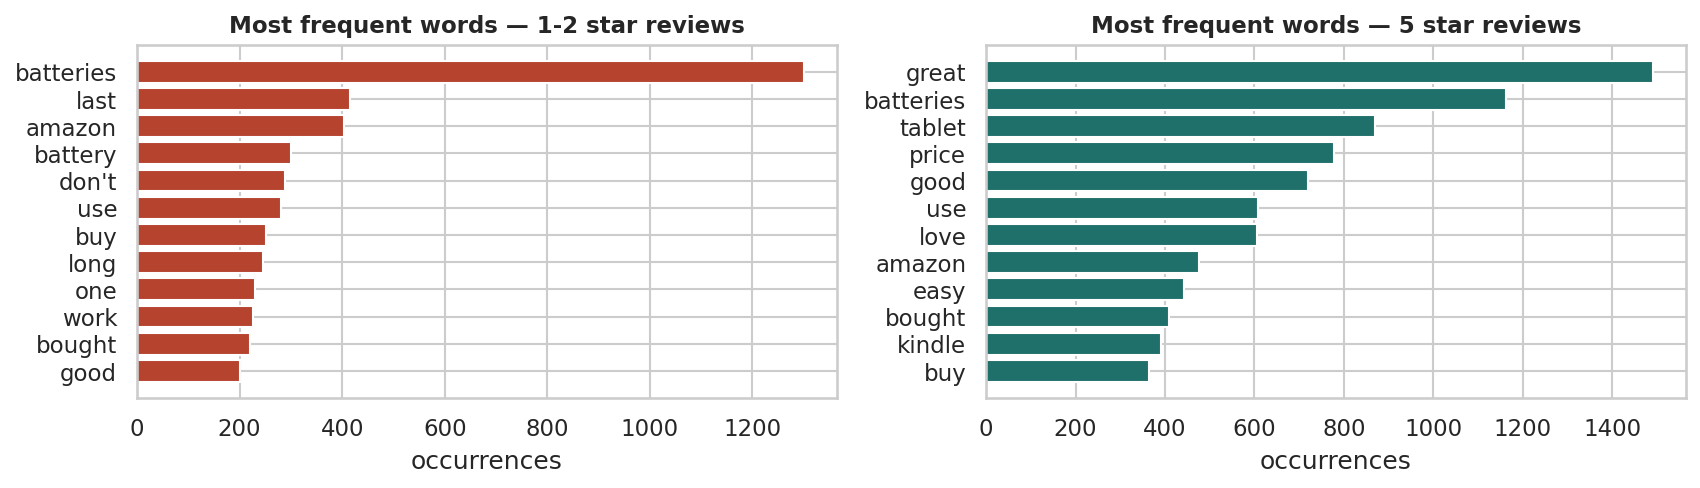 Most frequent words — 1-2 star reviews
batteries
last
amazon
battery
don't
use
buy
long
one
work
bought
good
0 200 400 600 800 1000 1200
occurrences
Most frequent words — 5 star reviews
great
batteries
tablet
price
good
use
love
amazon
easy
bought
kindle
buy
0 200 400 600 800 1000 1200 1400
occurrences